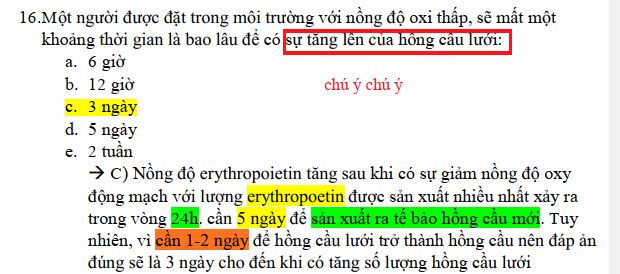 16.Một người được đặt trong môi trường với nồng độ oxi thấp, sẽ mất một
khoảng thời gian là bao lâu để có sự tăng lên của hồng cầu lưới:
a. 6 giờ
b. 12 giờ
chú ý chú ý
c. 3 ngày
d. 5 ngày
e. 2 tuần
→ C) Nồng độ erythropoietin tăng sau khi có sự giảm nồng độ oxy
động mạch với lượng erythropoetin được sản xuất nhiều nhất xảy ra
trong vòng 24h. cần 5 ngày để sản xuất ra tế bào hồng cầu mới. Tuy
nhiên, vì cần 1-2 ngày để hồng cầu lưới trở thành hồng cầu nên đáp án
đúng sẽ là 3 ngày cho đến khi có tăng số lượng hồng cầu lưới